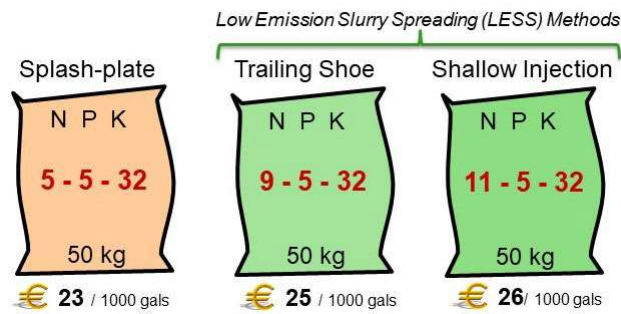 Low Emission Slurry Spreading (LESS) Methods
Splash-plate
N P K
5 - 5 - 32
50 kg
€ 23 / 1000 gals
Trailing Shoe
N P K
9 - 5 - 32
50 kg
€ 25 / 1000 gals
Shallow Injection
N P K
11 - 5 - 32
50 kg
€ 26 / 1000 gals